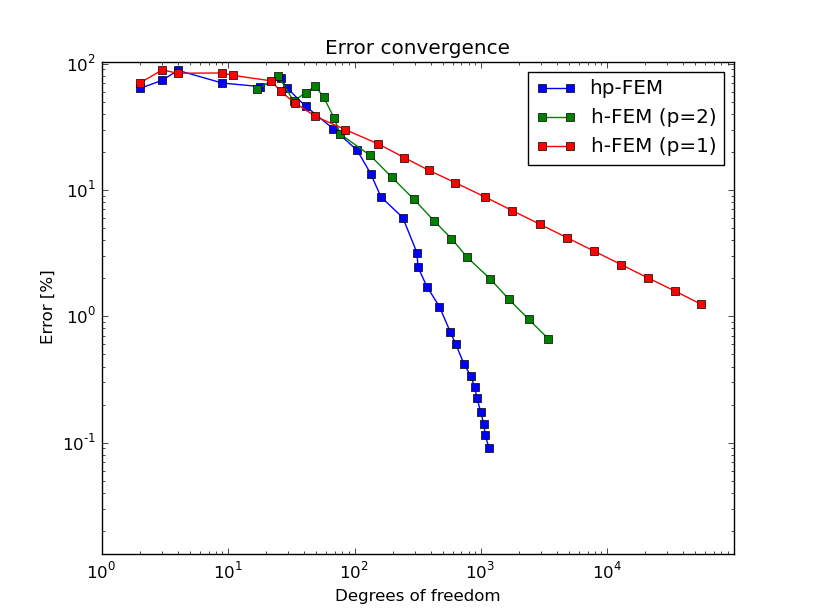 Error convergence
hp-FEM
h-FEM (p=2)
h-FEM (p=1)
10^2
10^1
10^0
10^-1
Error [%]
10^0 10^1 10^2 10^3 10^4
Degrees of freedom